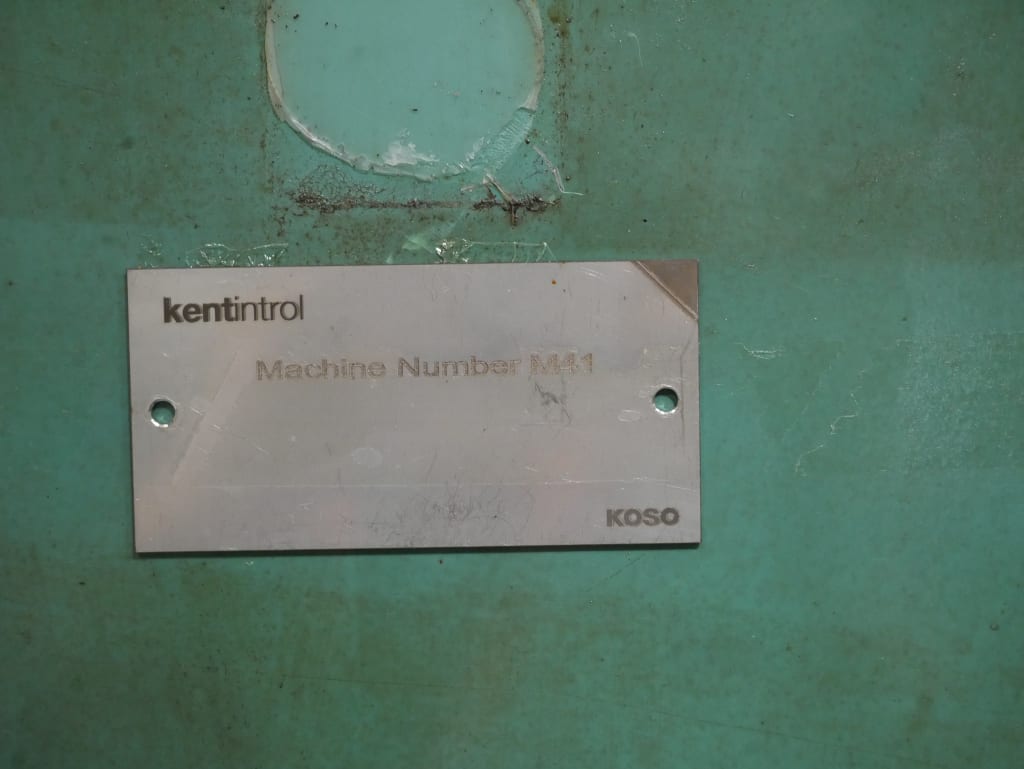 kentintrol
Machine Number M41
KOSO